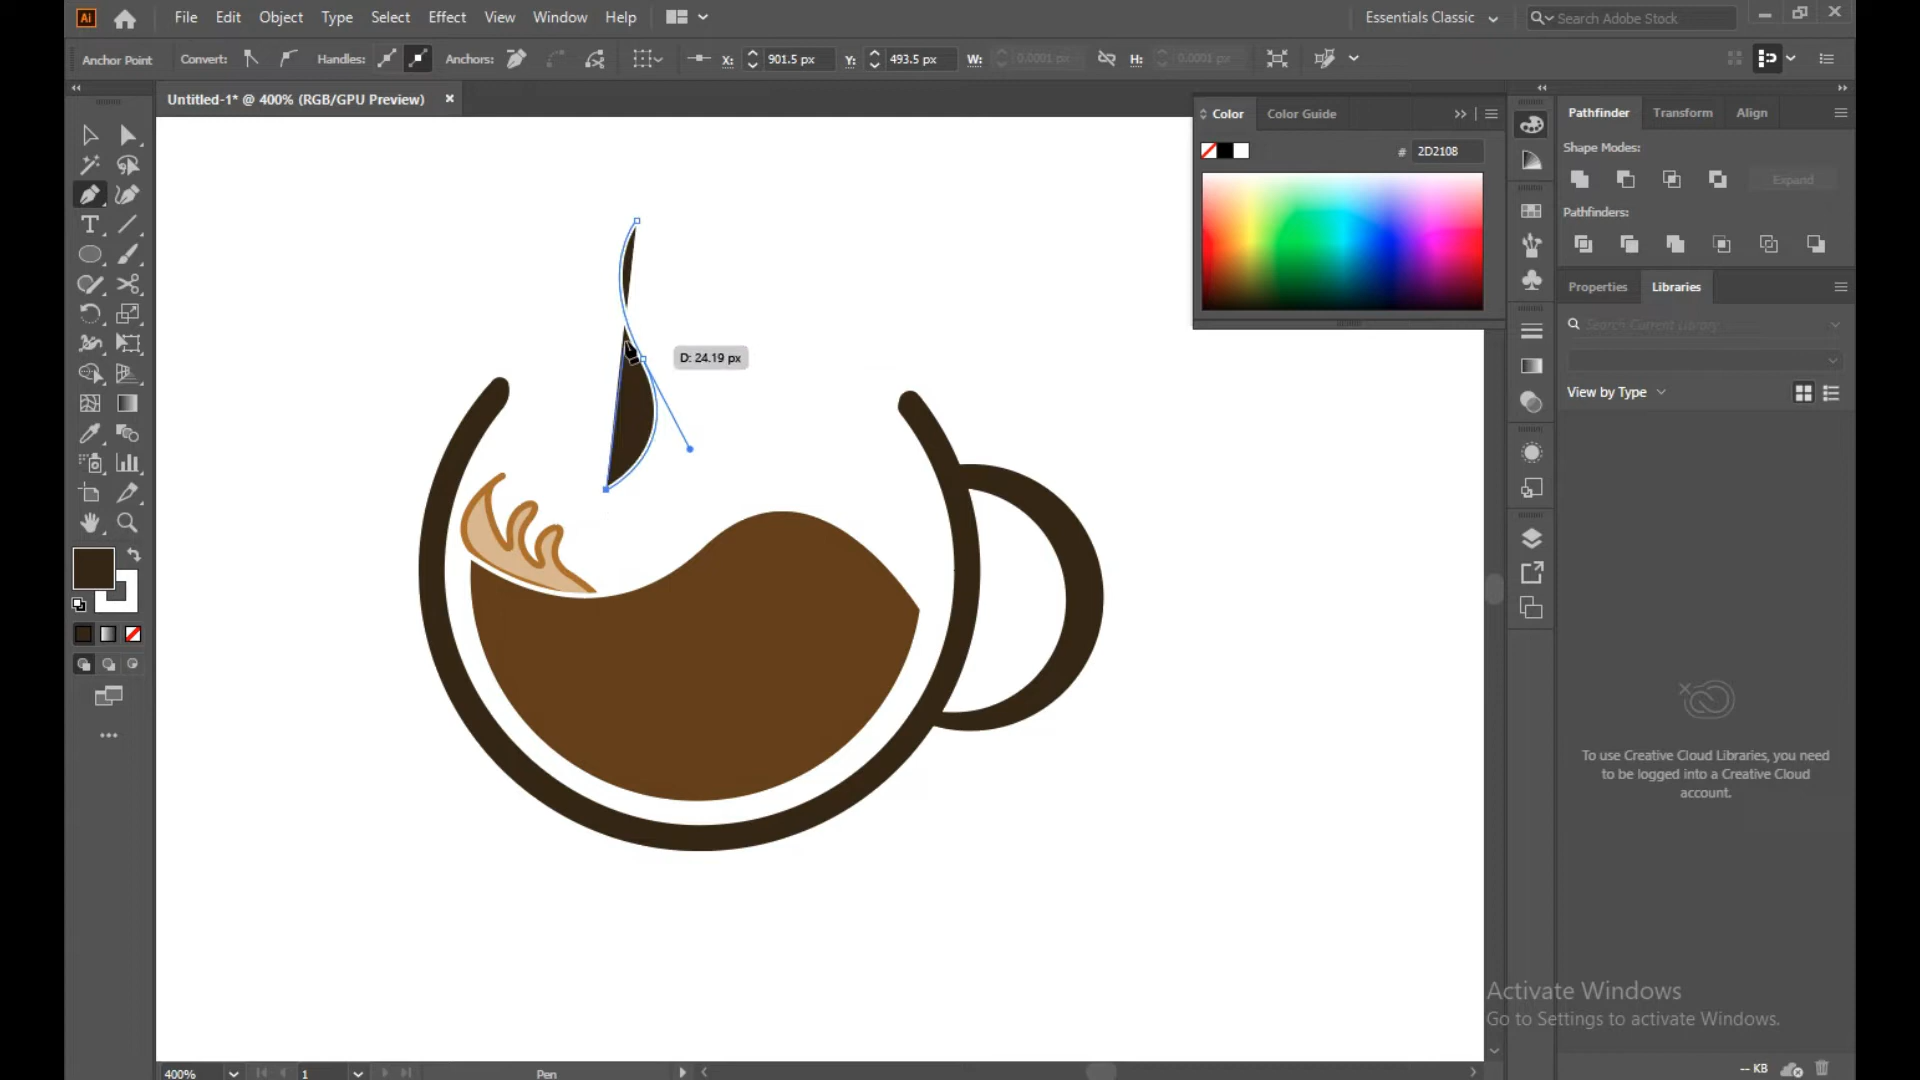 Ai File Edit Object Type Select Effect View Window Help Essentials Classic Search Adobe Stock
Anchor Point Convert: Handles: Anchors: X: 901.5 px Y: 493.5 px W: 0.0001 px H: 0.0001 px
Untitled-1* @ 400% (RGB/GPU Preview)
Color Color Guide
# 2D2108
Pathfinder Transform Align
Shape Modes:
Expand
Pathfinders:
Properties Libraries
Search Current Library
View by Type
D: 24.19 px
To use Creative Cloud Libraries, you need
to be logged into a Creative Cloud
account.
Activate Windows
Go to Settings to activate Windows.
400% 1 Pen -- KB